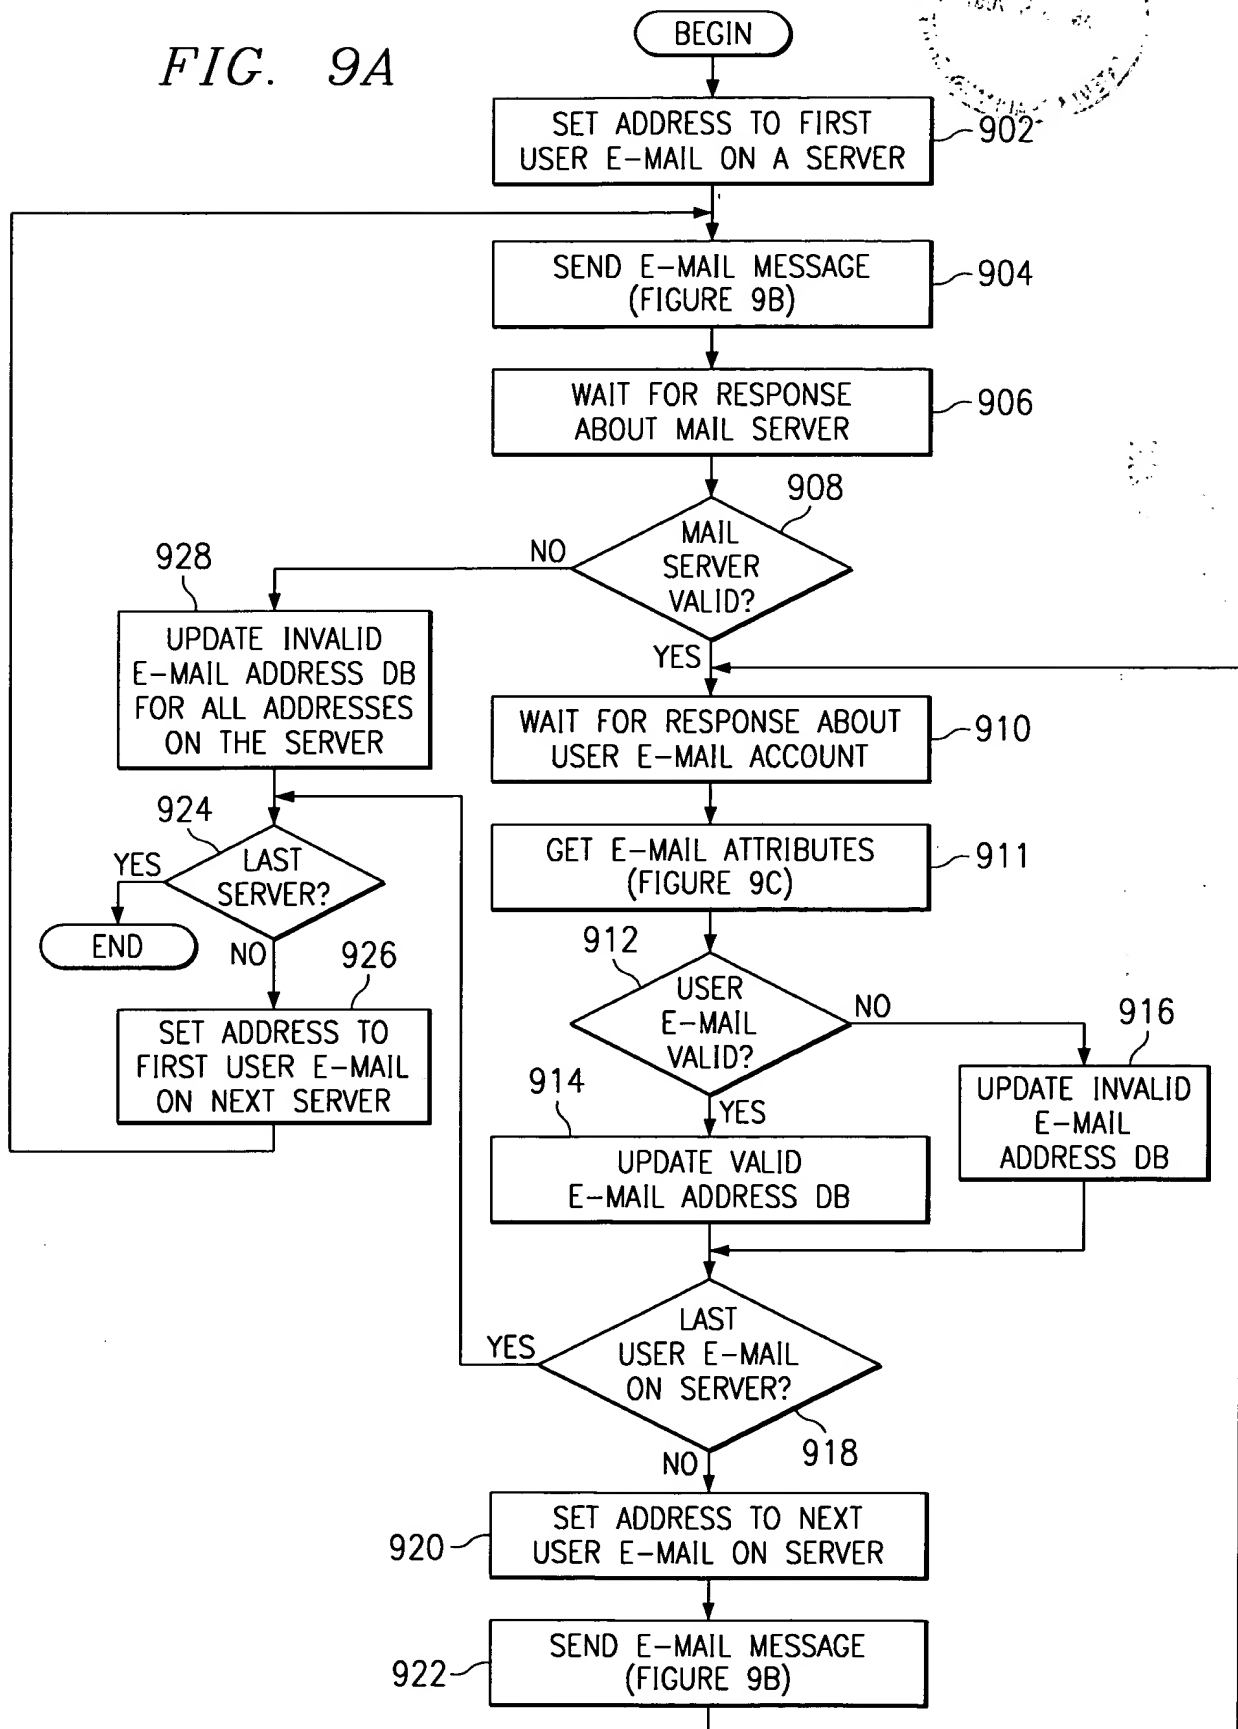 FIG. 9A
BEGIN
SET ADDRESS TO FIRST
USER E-MAIL ON A SERVER
902
SEND E-MAIL MESSAGE
(FIGURE 9B)
904
WAIT FOR RESPONSE
ABOUT MAIL SERVER
906
908
MAIL
SERVER
VALID?
NO
YES
928
UPDATE INVALID
E-MAIL ADDRESS DB
FOR ALL ADDRESSES
ON THE SERVER
WAIT FOR RESPONSE ABOUT
USER E-MAIL ACCOUNT
910
924
LAST
SERVER?
YES
END
NO
GET E-MAIL ATTRIBUTES
(FIGURE 9C)
911
926
SET ADDRESS TO
FIRST USER E-MAIL
ON NEXT SERVER
912
USER
E-MAIL
VALID?
NO
YES
916
UPDATE INVALID
E-MAIL
ADDRESS DB
914
UPDATE VALID
E-MAIL ADDRESS DB
LAST
USER E-MAIL
ON SERVER?
YES
918
NO
SET ADDRESS TO NEXT
USER E-MAIL ON SERVER
920
SEND E-MAIL MESSAGE
(FIGURE 9B)
922